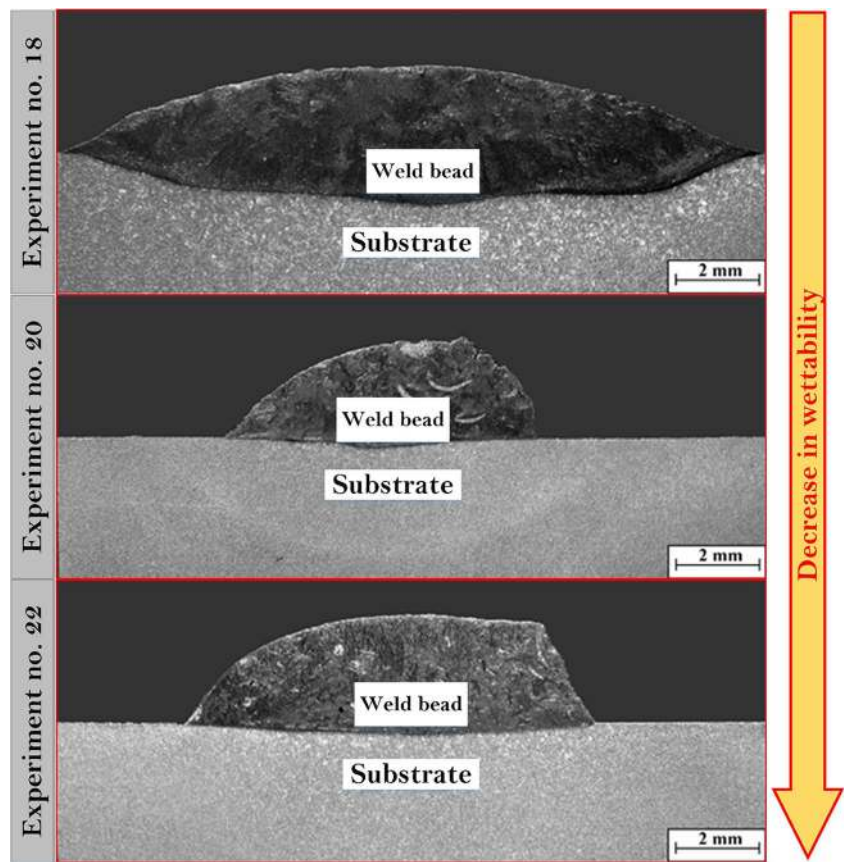 Experiment no. 18
Weld bead
Substrate
2 mm
Experiment no. 20
Weld bead
Substrate
2 mm
Experiment no. 22
Weld bead
Substrate
2 mm
Decrease in wettability